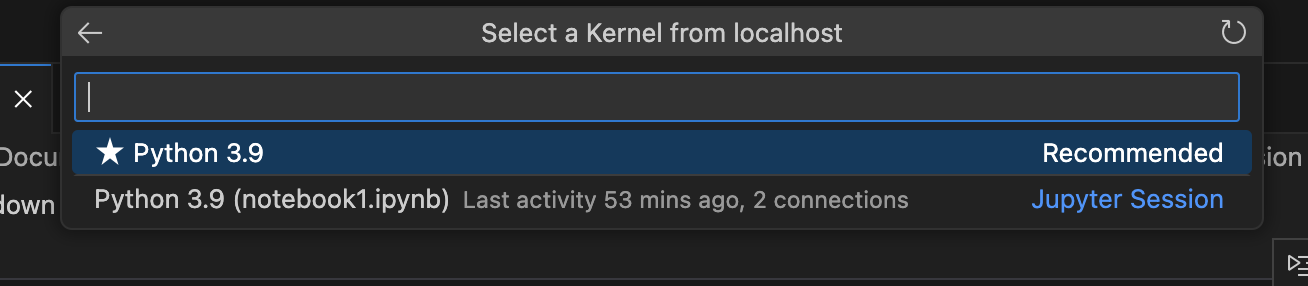 Select a Kernel from localhost
Docu
★ Python 3.9 Recommended
sion
down
Python 3.9 (notebook1.ipynb) Last activity 53 mins ago, 2 connections Jupyter Session